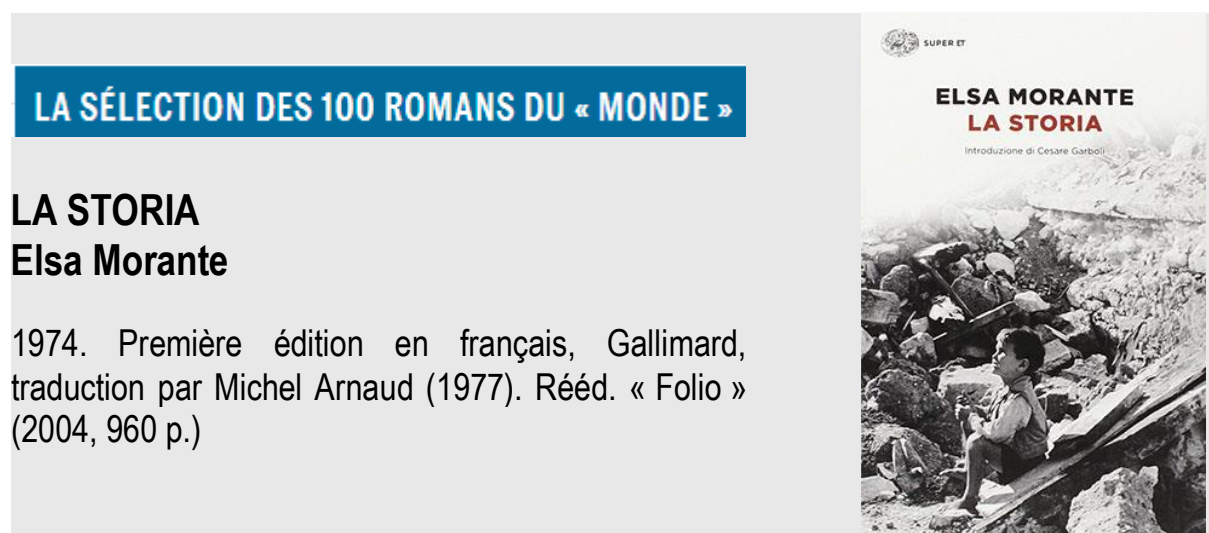 LA SÉLECTION DES 100 ROMANS DU « MONDE »
LA STORIA
Elsa Morante
1974. Première édition en français, Gallimard,
traduction par Michel Arnaud (1977). Rééd. « Folio »
(2004, 960 p.)
SUPER ET
ELSA MORANTE
LA STORIA
Introduzione di Cesare Garboli